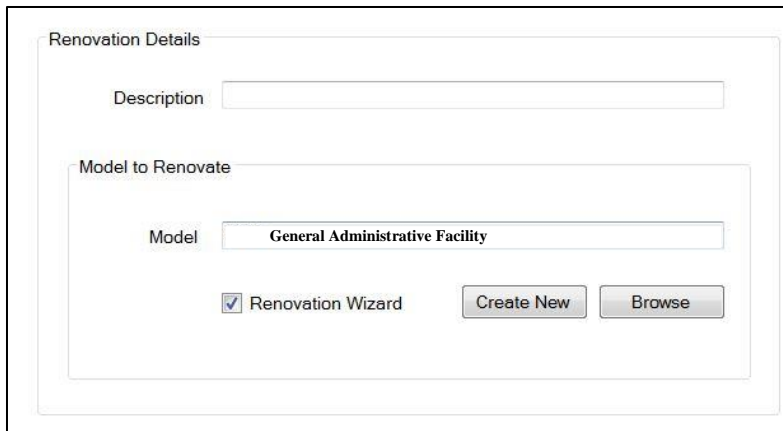 Renovation Details
Description
Model to Renovate
Model General Administrative Facility
Renovation Wizard Create New Browse